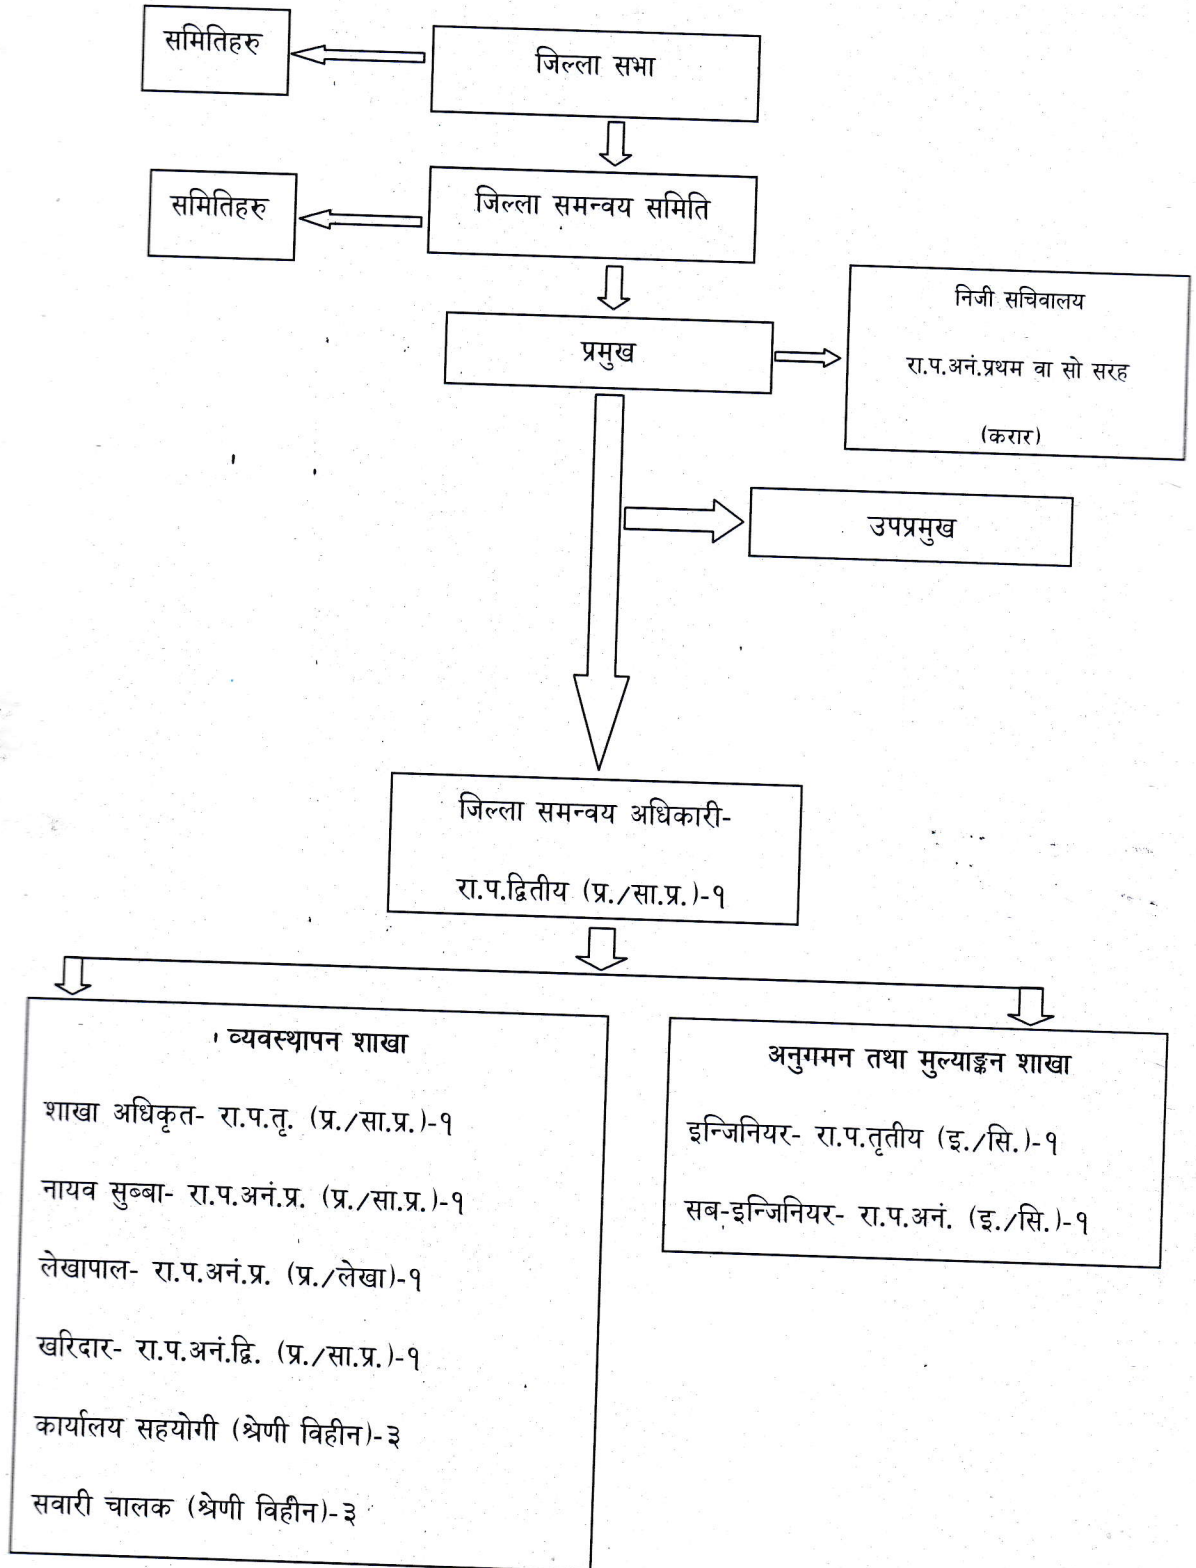 समितिहरु
जिल्ला सभा
समितिहरु
जिल्ला समन्वय समिति
प्रमुख
निजी सचिवालय
रा.प.अनं.प्रथम वा सो सरह
(करार)
उपप्रमुख
जिल्ला समन्वय अधिकारी-
रा.प.द्वितीय (प्र./सा.प्र.)-१
व्यवस्थापन शाखा
शाखा अधिकृत- रा.प.तृ. (प्र./सा.प्र.)-१
नायव सुब्बा- रा.प.अनं.प्र. (प्र./सा.प्र.)-१
लेखापाल- रा.प.अनं.प्र. (प्र./लेखा)-१
खरिदार- रा.प.अनं.द्वि. (प्र./सा.प्र.)-१
कार्यालय सहयोगी (श्रेणी विहीन)-३
सवारी चालक (श्रेणी विहीन)-३
अनुगमन तथा मुल्याङ्कन शाखा
इन्जिनियर- रा.प.तृतीय (इ./सि.)-१
सब-इन्जिनियर- रा.प.अनं. (इ./सि.)-१